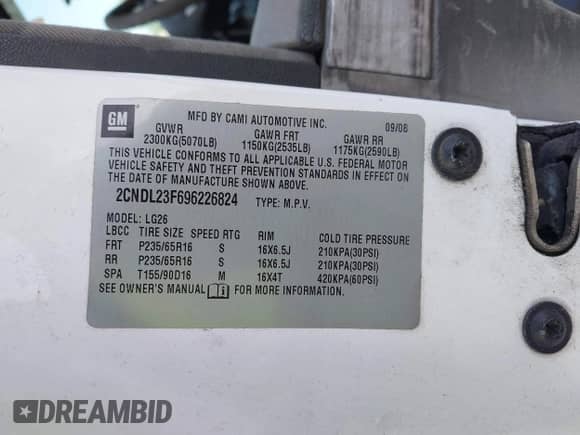 GM
MFD BY CAMI AUTOMOTIVE INC. 09/08
GVWR GAWR FRT GAWR RR
2300KG(5070LB) 1150KG(2535LB) 1175KG(2590LB)
THIS VEHICLE CONFORMS TO ALL APPLICABLE U.S. FEDERAL MOTOR
VEHICLE SAFETY AND THEFT PREVENTION STANDARDS IN EFFECT ON
THE DATE OF MANUFACTURE SHOWN ABOVE.
2CNDL23F696226824 TYPE: M.P.V.
MODEL: LG26
LBCC TIRE SIZE SPEED RTG RIM COLD TIRE PRESSURE
FRT P235/65R16 S 16X6.5J 210KPA(30PSI)
RR P235/65R16 S 16X6.5J 210KPA(30PSI)
SPA T155/90D16 M 16X4T 420KPA(60PSI)
SEE OWNER'S MANUAL FOR MORE INFORMATION.
DREAMBID